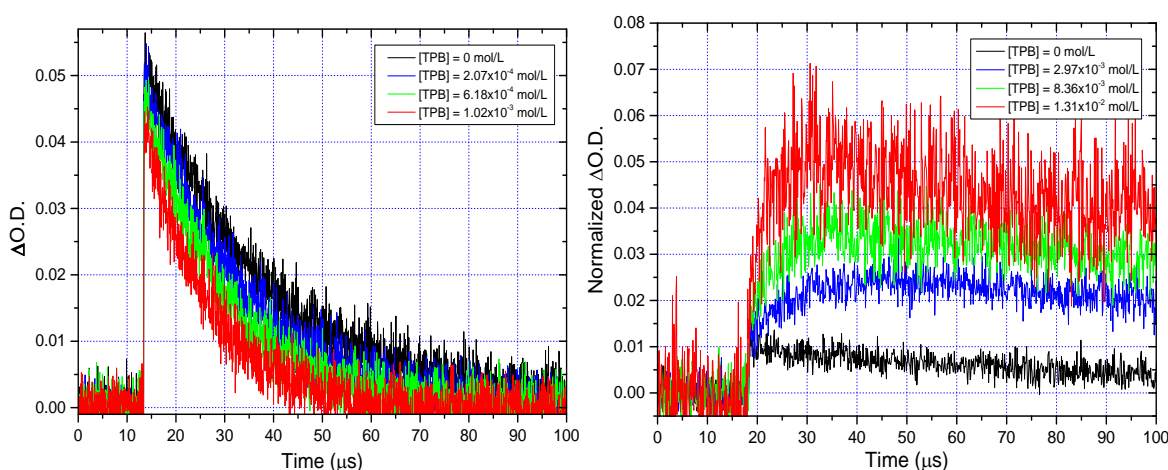 [TPB] = 0 mol/L
[TPB] = 2.07x10⁻⁴ mol/L
[TPB] = 6.18x10⁻⁴ mol/L
[TPB] = 1.02x10⁻³ mol/L
0.05
0.04
0.03
0.02
0.01
0.00
ΔO.D.
0 10 20 30 40 50 60 70 80 90 100
Time (μs)
[TPB] = 0 mol/L
[TPB] = 2.97x10⁻³ mol/L
[TPB] = 8.36x10⁻³ mol/L
[TPB] = 1.31x10⁻² mol/L
0.08
0.07
0.06
0.05
0.04
0.03
0.02
0.01
0.00
Normalized ΔO.D.
0 10 20 30 40 50 60 70 80 90 100
Time (μs)